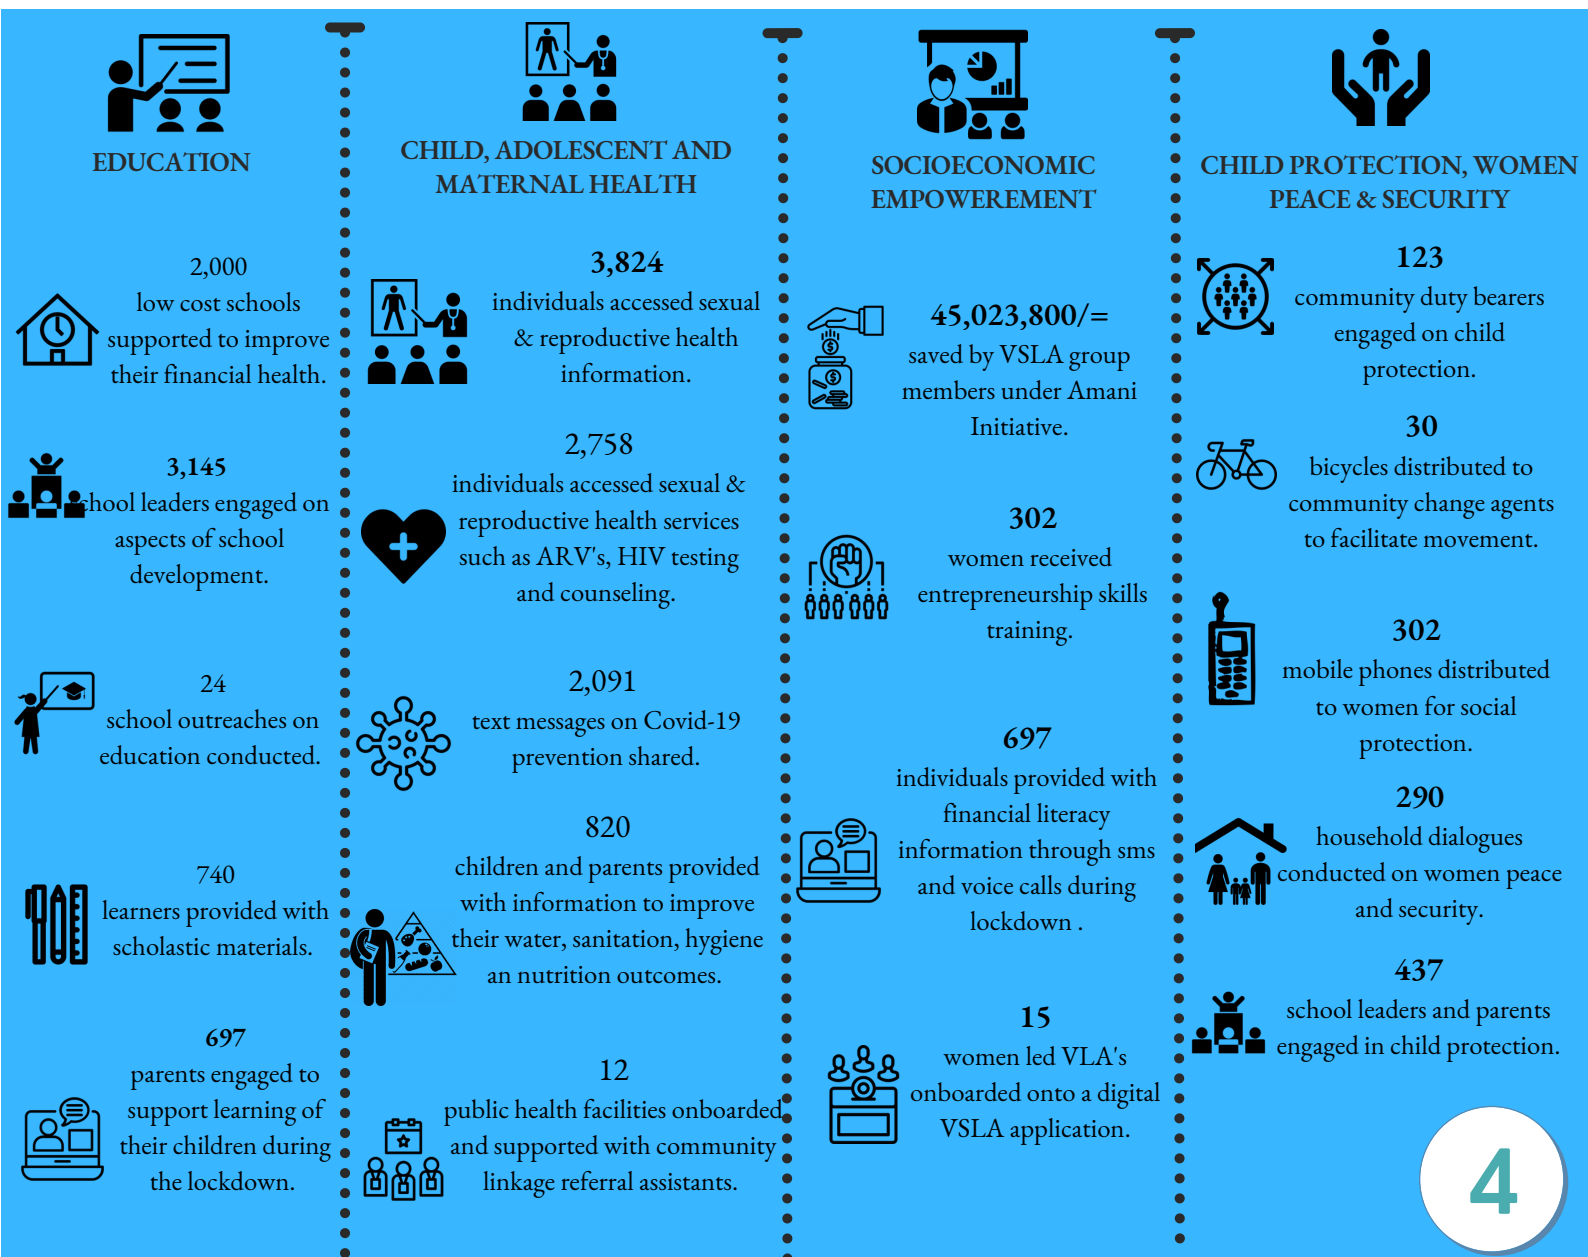 EDUCATION
2,000
low cost schools
supported to improve
their financial health.
3,145
school leaders engaged on
aspects of school
development.
24
school outreaches on
education conducted.
740
learners provided with
scholastic materials.
697
parents engaged to
support learning of
their children during
the lockdown.
CHILD, ADOLESCENT AND
MATERNAL HEALTH
3,824
individuals accessed sexual
& reproductive health
information.
2,758
individuals accessed sexual &
reproductive health services
such as ARV's, HIV testing
and counseling.
2,091
text messages on Covid-19
prevention shared.
820
children and parents provided
with information to improve
their water, sanitation, hygiene
an nutrition outcomes.
12
public health facilities onboarded
and supported with community
linkage referral assistants.
SOCIOECONOMIC
EMPOWEREMENT
45,023,800/=
saved by VSLA group
members under Amani
Initiative.
302
women received
entrepreneurship skills
training.
697
individuals provided with
financial literacy
information through sms
and voice calls during
lockdown .
15
women led VLA's
onboarded onto a digital
VSLA application.
CHILD PROTECTION, WOMEN
PEACE & SECURITY
123
community duty bearers
engaged on child
protection.
30
bicycles distributed to
community change agents
to facilitate movement.
302
mobile phones distributed
to women for social
protection.
290
household dialogues
conducted on women peace
and security.
437
school leaders and parents
engaged in child protection.
4